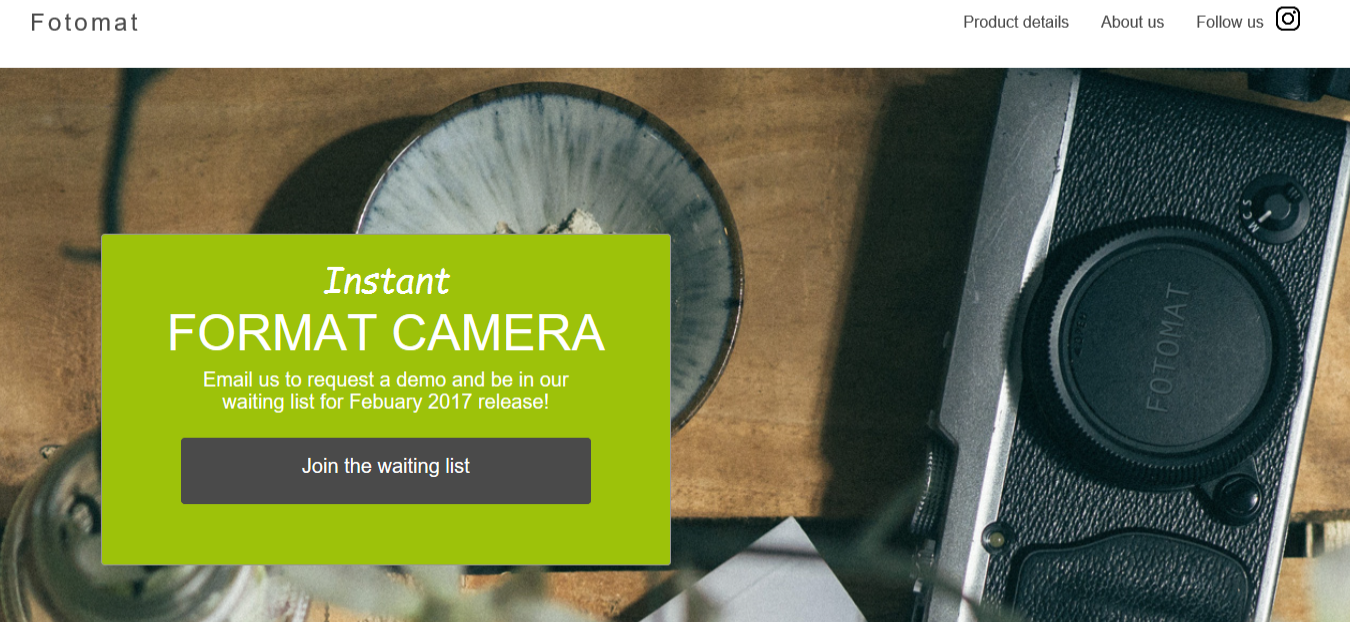 Fotomat
Product details About us Follow us
Instant
FORMAT CAMERA
Email us to request a demo and be in our
waiting list for Febuary 2017 release!
Join the waiting list
FOTOMAT
S
M